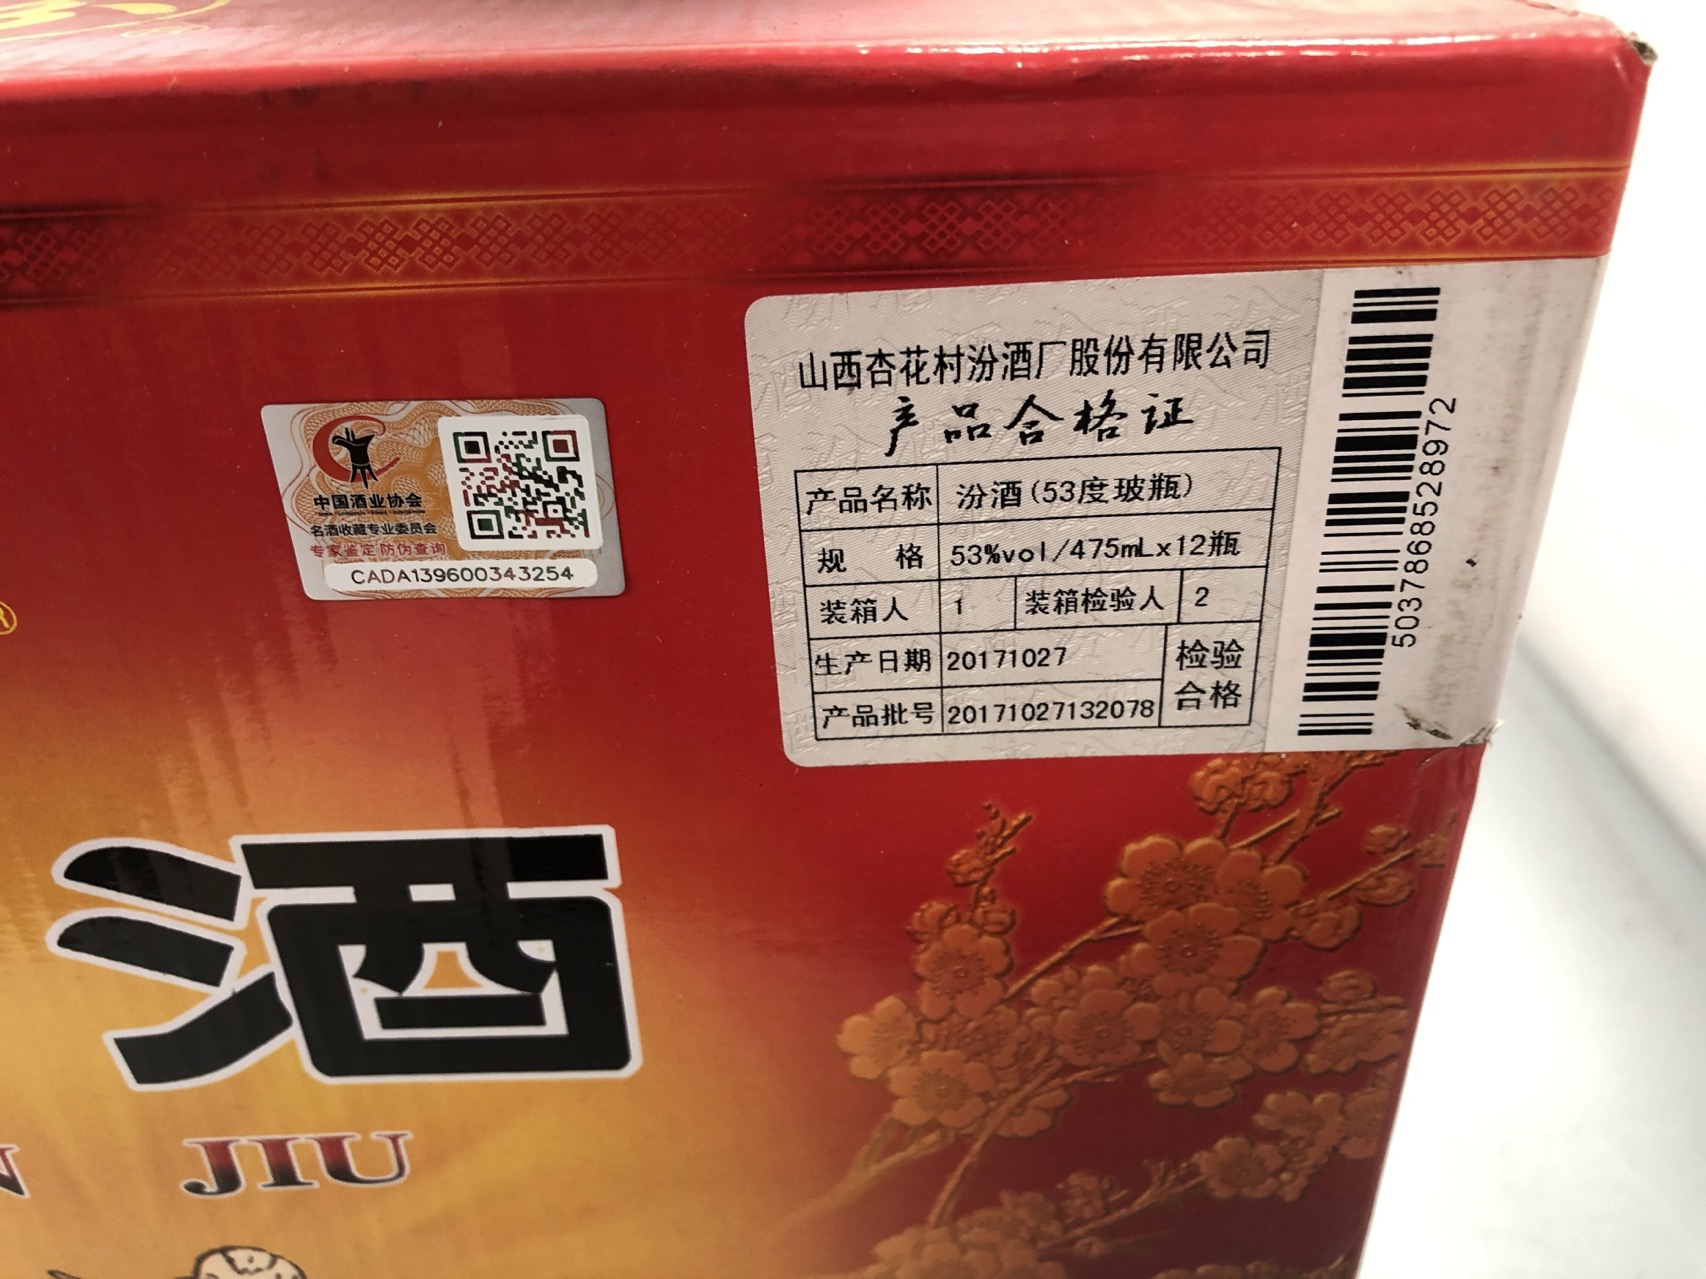 山西杏花村汾酒厂股份有限公司
产品合格证
产品名称 汾酒(53度玻瓶)
规 格 53%vol/475mLx12瓶
装箱人 1 装箱检验人 2
生产日期 20171027
检验合格
产品批号 20171027132078
5037868528972
中国酒业协会
名酒收藏专业委员会
专家鉴定 防伪查询
CADA139600343254
®
酒
N JIU